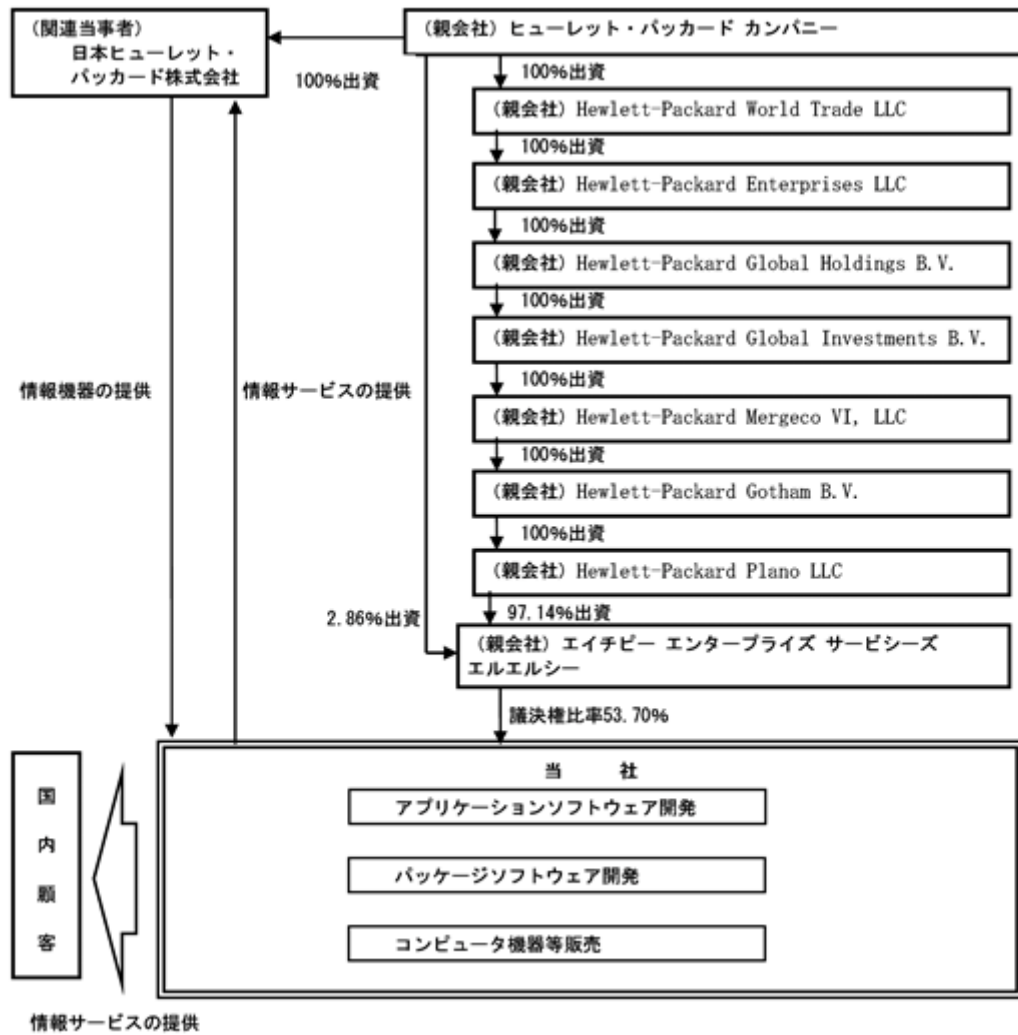 (関連当事者)
日本ヒューレット・
パッカード株式会社
(親会社) ヒューレット・パッカード カンパニー
100%出資
100%出資
(親会社) Hewlett-Packard World Trade LLC
100%出資
(親会社) Hewlett-Packard Enterprises LLC
100%出資
(親会社) Hewlett-Packard Global Holdings B.V.
100%出資
(親会社) Hewlett-Packard Global Investments B.V.
100%出資
(親会社) Hewlett-Packard Mergeco VI, LLC
100%出資
(親会社) Hewlett-Packard Gotham B.V.
100%出資
(親会社) Hewlett-Packard Plano LLC
情報機器の提供
情報サービスの提供
2.86%出資
97.14%出資
(親会社) エイチピー エンタープライズ サービシーズ
エルエルシー
議決権比率53.70%
当 社
アプリケーションソフトウェア開発
パッケージソフトウェア開発
コンピュータ機器等販売
国
内
顧
客
情報サービスの提供